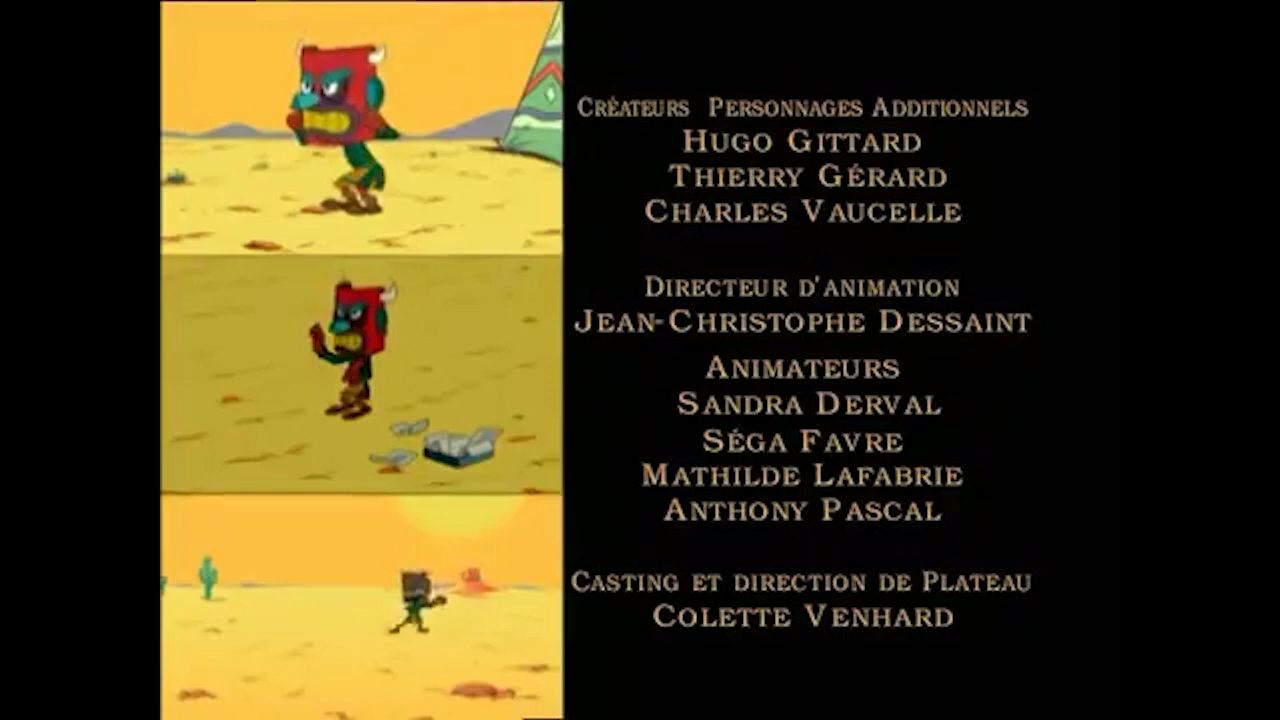 Créateurs Personnages Additionnels
Hugo Gittard
Thierry Gérard
Charles Vaucelle
Directeur d'animation
Jean-Christophe Dessaint
Animateurs
Sandra Derval
Séga Favre
Mathilde Lafabrie
Anthony Pascal
Casting et direction de Plateau
Colette Venhard